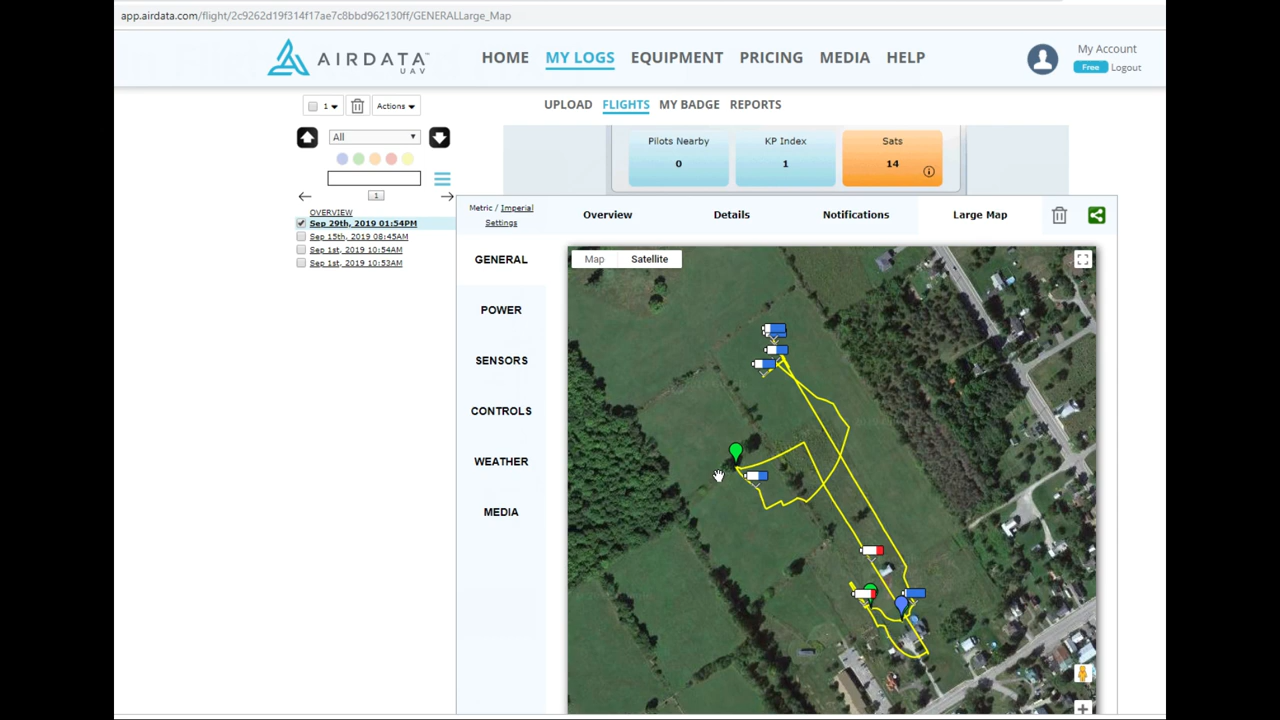 app.airdata.com/flight/2c9262d19f314f17ae7c8bbd962130ff/GENERALLarge_Map
AIRDATA
UAV
HOME MY LOGS EQUIPMENT PRICING MEDIA HELP
My Account
Free Logout
1 Actions
UPLOAD FLIGHTS MY BADGE REPORTS
All
Pilots Nearby
0
KP Index
1
Sats
14
1
OVERVIEW
Sep 29th, 2019 01:54PM
Sep 15th, 2019 08:45AM
Sep 1st, 2019 10:54AM
Sep 1st, 2019 10:53AM
Metric / Imperial
Settings
Overview Details Notifications Large Map
GENERAL
POWER
SENSORS
CONTROLS
WEATHER
MEDIA
Map Satellite